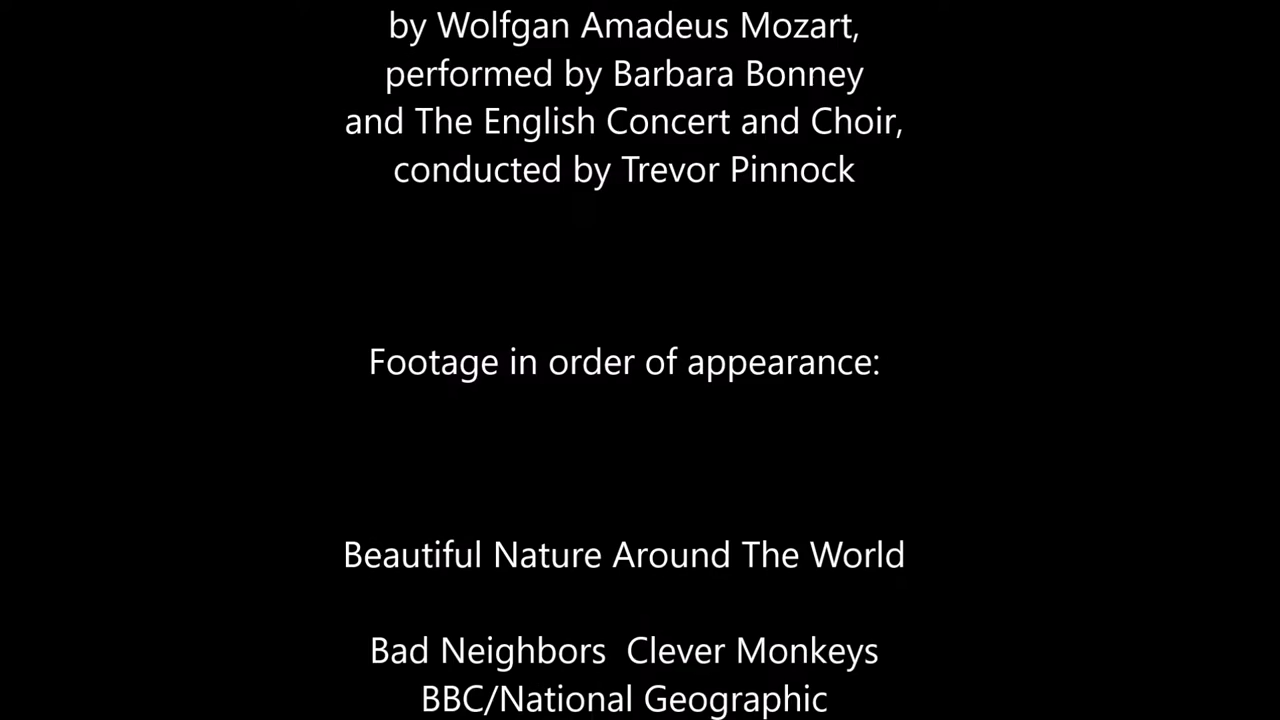 by Wolfgan Amadeus Mozart,
performed by Barbara Bonney
and The English Concert and Choir,
conducted by Trevor Pinnock
Footage in order of appearance:
Beautiful Nature Around The World
Bad Neighbors  Clever Monkeys
BBC/National Geographic